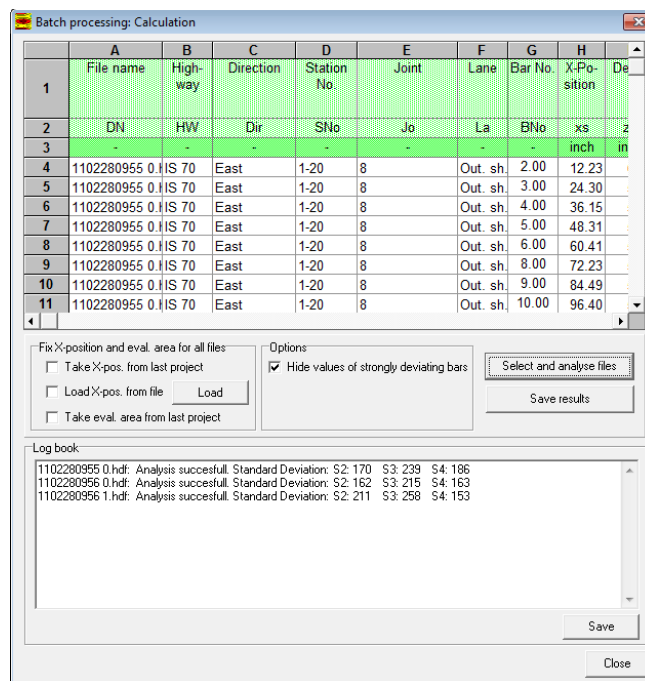 Batch processing: Calculation
A B C D E F G H
1 File name High-way Direction Station No. Joint Lane Bar No. X-Po-sition De
2 DN HW Dir SNo Jo La BNo xs z
3 - - - - - - - inch in
4 1102280955 0.h IS 70 East 1-20 8 Out. sh. 2.00 12.23
5 1102280955 0.h IS 70 East 1-20 8 Out. sh. 3.00 24.30
6 1102280955 0.h IS 70 East 1-20 8 Out. sh. 4.00 36.15
7 1102280955 0.h IS 70 East 1-20 8 Out. sh. 5.00 48.31
8 1102280955 0.h IS 70 East 1-20 8 Out. sh. 6.00 60.41
9 1102280955 0.h IS 70 East 1-20 8 Out. sh. 8.00 72.23
10 1102280955 0.h IS 70 East 1-20 8 Out. sh. 9.00 84.49
11 1102280955 0.h IS 70 East 1-20 8 Out. sh. 10.00 96.40
Fix X-position and eval. area for all files
Take X-pos. from last project
Load X-pos. from file Load
Take eval. area from last project
Options
Hide values of strongly deviating bars
Select and analyse files
Save results
Log book
1102280955 0.hdf: Analysis succesfull. Standard Deviation: S2: 170 S3: 239 S4: 186
1102280956 0.hdf: Analysis succesfull. Standard Deviation: S2: 162 S3: 215 S4: 163
1102280956 1.hdf: Analysis succesfull. Standard Deviation: S2: 211 S3: 258 S4: 153
Save
Close